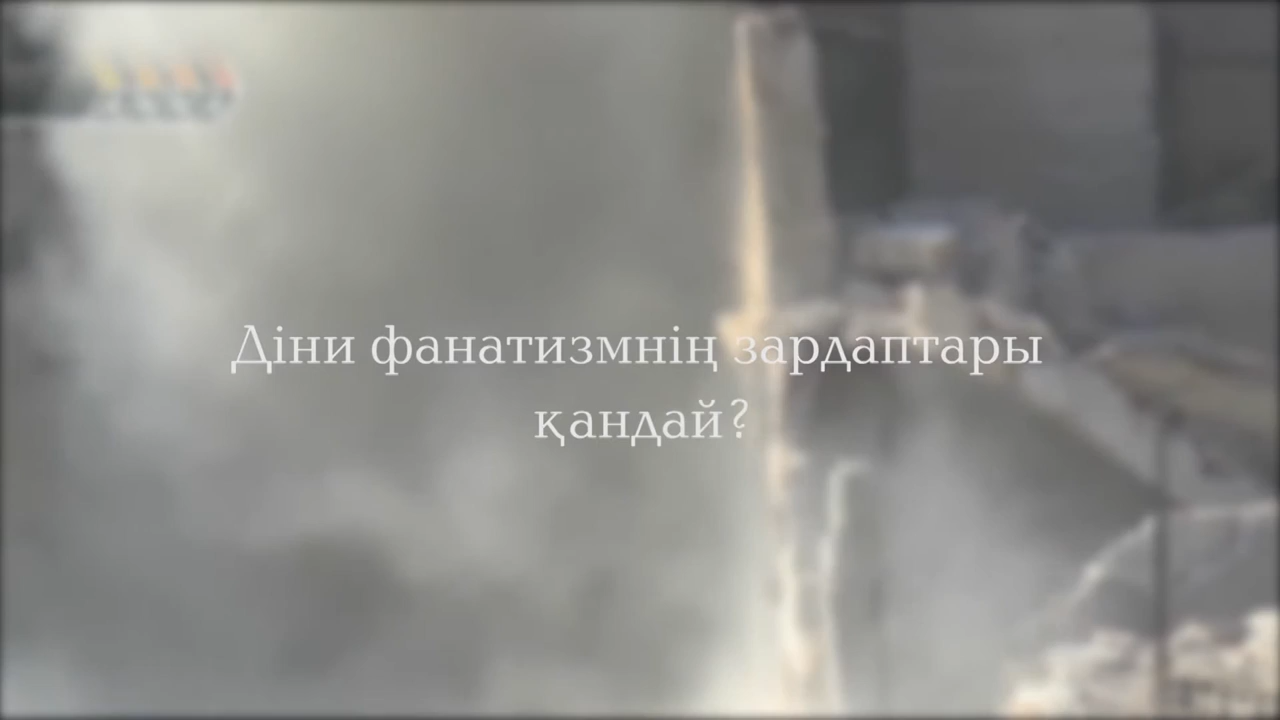 Діни фанатизмнің зардаптары
қандай?